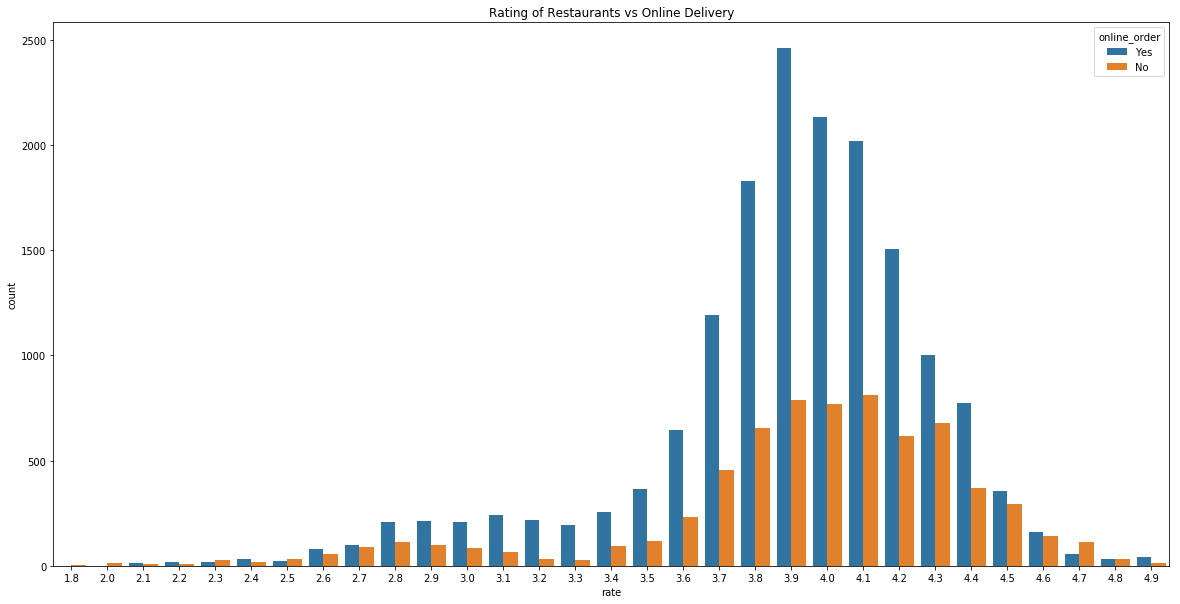 Rating of Restaurants vs Online Delivery
online_order
Yes
No
2500
2000
1500
1000
500
0
count
1.8 2.0 2.1 2.2 2.3 2.4 2.5 2.6 2.7 2.8 2.9 3.0 3.1 3.2 3.3 3.4 3.5 3.6 3.7 3.8 3.9 4.0 4.1 4.2 4.3 4.4 4.5 4.6 4.7 4.8 4.9
rate